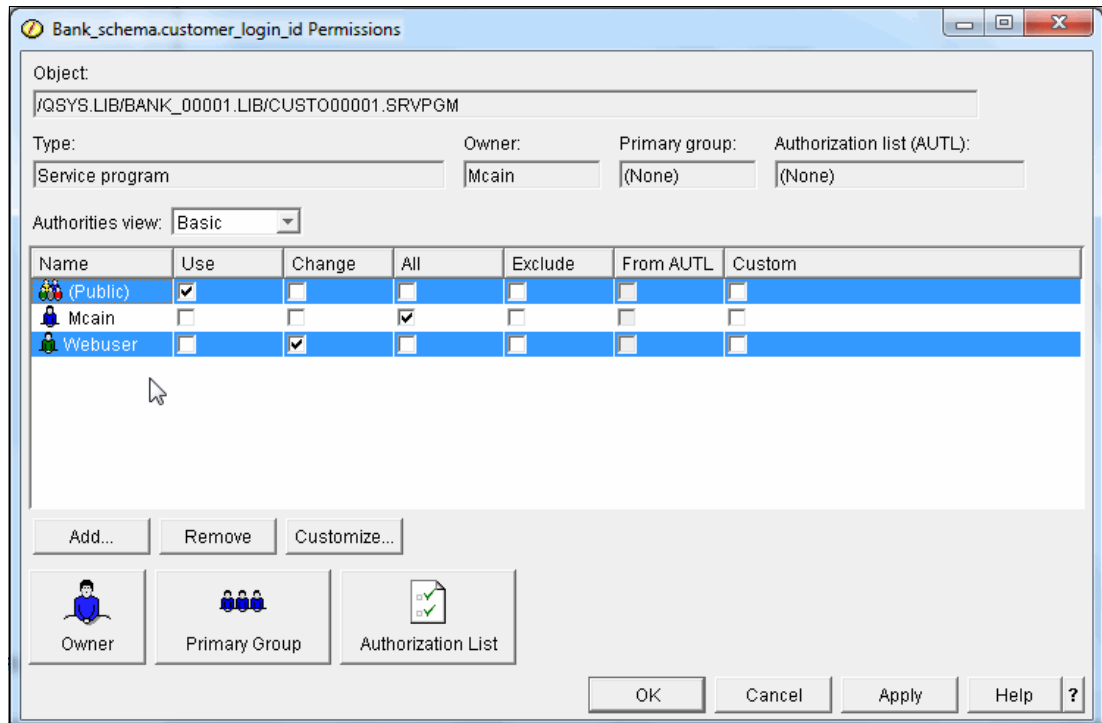 Bank_schema.customer_login_id Permissions
Object:
/QSYS.LIB/BANK_00001.LIB/CUSTO00001.SRVPGM
Type: Owner: Primary group: Authorization list (AUTL):
Service program Mcain (None) (None)
Authorities view: Basic
Name Use Change All Exclude From AUTL Custom
(Public)
Mcain
Webuser
Add... Remove Customize...
Owner Primary Group Authorization List
OK Cancel Apply Help ?